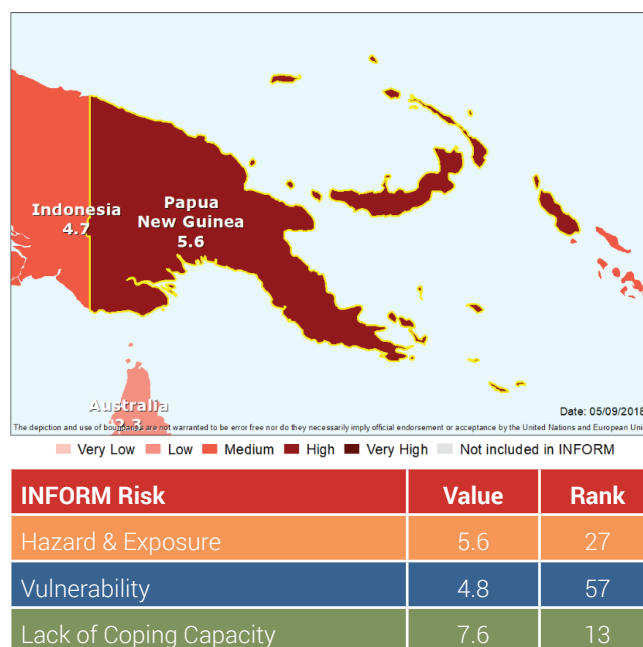 Indonesia
4.7
Papua
New Guinea
5.6
Australia
2.3
Date: 05/09/2018
The depiction and use of boundaries are not warranted to be error free nor do they necessarily imply official endorsement or acceptance by the United Nations and European Uni
Very Low Low Medium High Very High Not included in INFORM
INFORM Risk Value Rank
Hazard & Exposure 5.6 27
Vulnerability 4.8 57
Lack of Coping Capacity 7.6 13